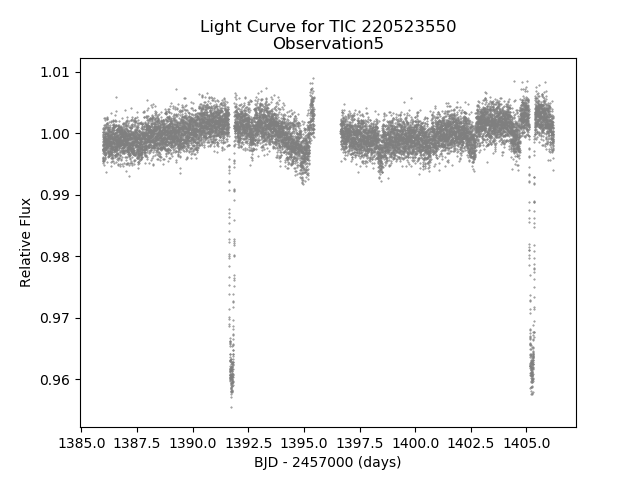 Light Curve for TIC 220523550
Observation5
1.01
1.00
0.99
0.98
0.97
0.96
Relative Flux
1385.0 1387.5 1390.0 1392.5 1395.0 1397.5 1400.0 1402.5 1405.0
BJD - 2457000 (days)